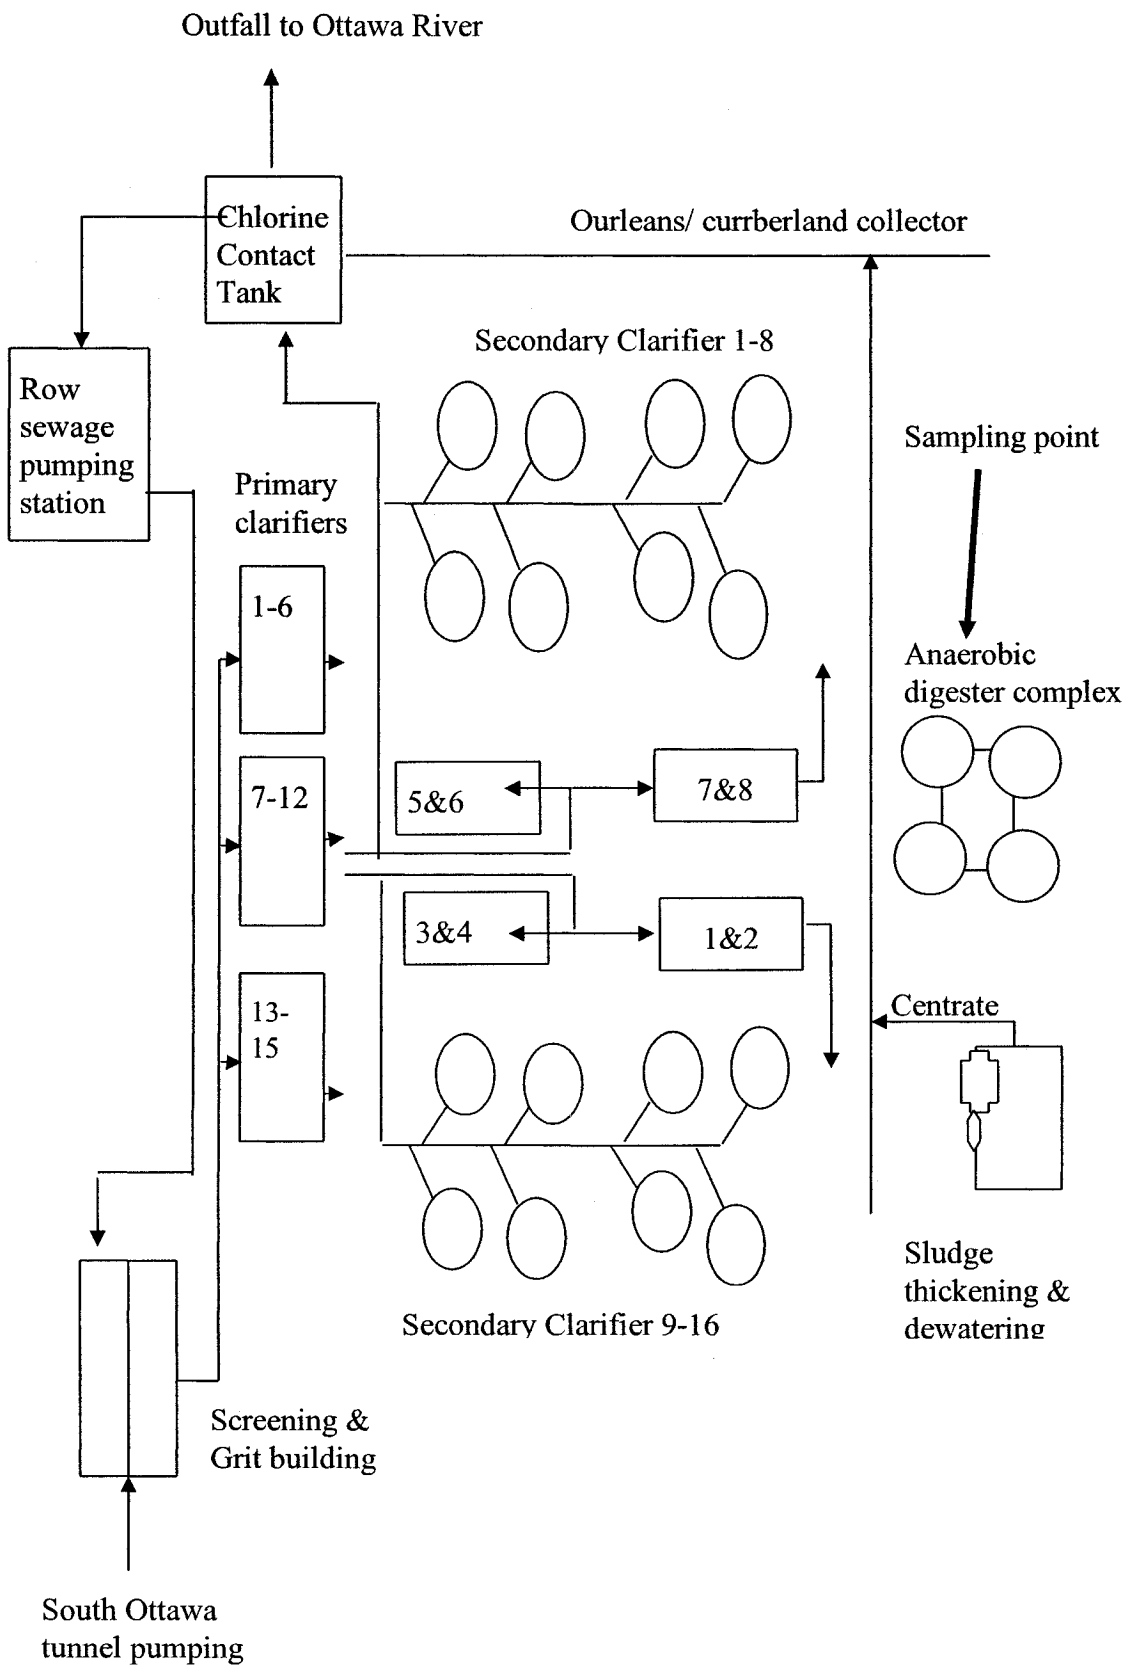 Outfall to Ottawa River
Chlorine
Contact
Tank
Ourleans/ currberland collector
Row
sewage
pumping
station
Secondary Clarifier 1-8
Sampling point
Primary
clarifiers
1-6
Anaerobic
digester complex
7-12
5&6
7&8
3&4
1&2
13-
15
Centrate
Sludge
thickening &
dewatering
Secondary Clarifier 9-16
Screening &
Grit building
South Ottawa
tunnel pumping